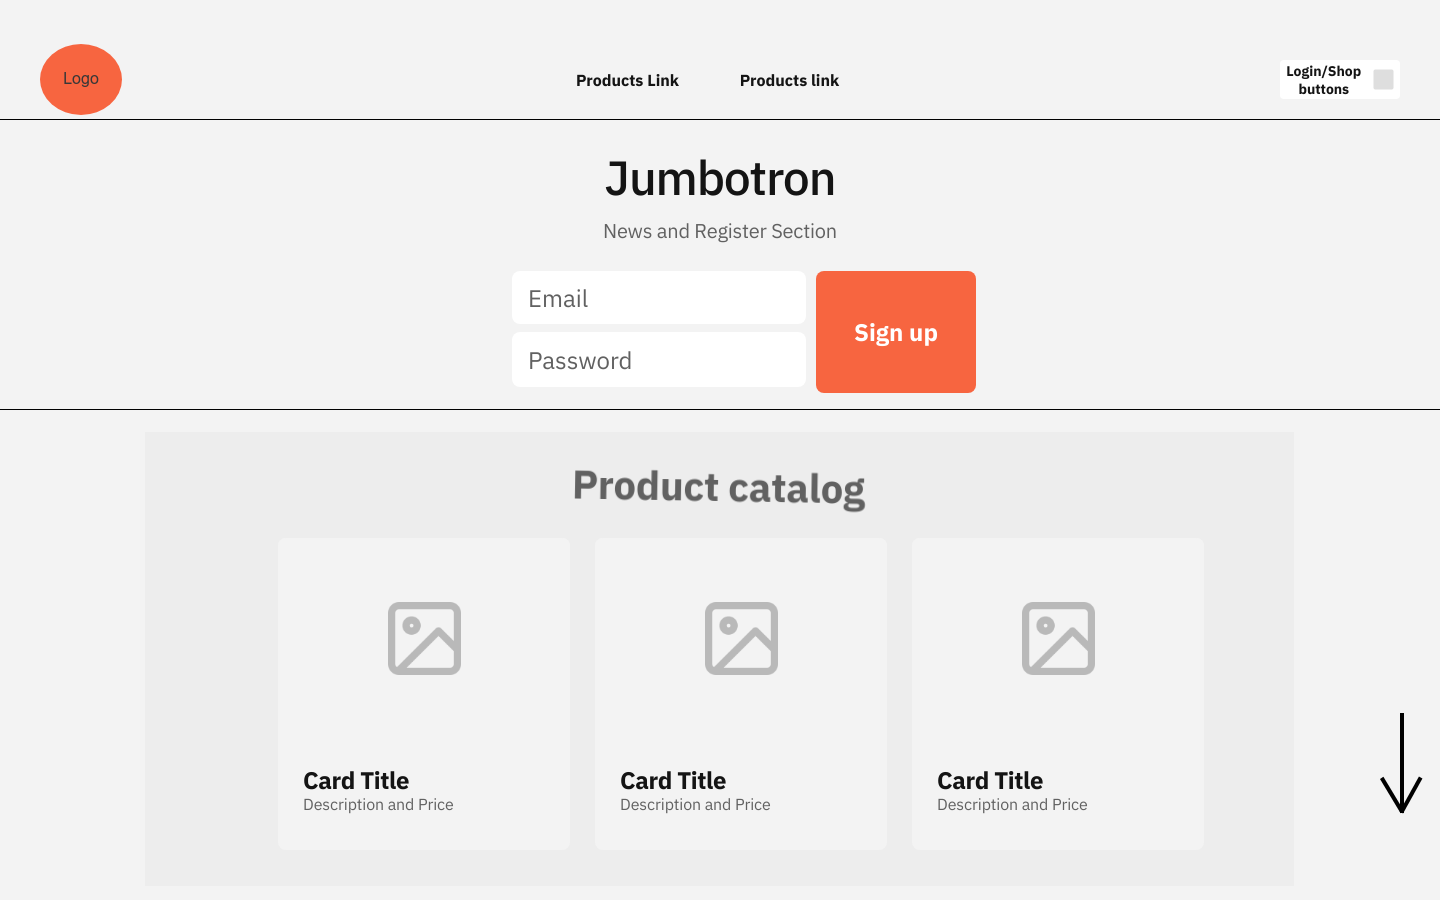 Logo
Products Link
Products link
Login/Shop
buttons
Jumbotron
News and Register Section
Email
Password
Sign up
Product catalog
Card Title
Description and Price
Card Title
Description and Price
Card Title
Description and Price